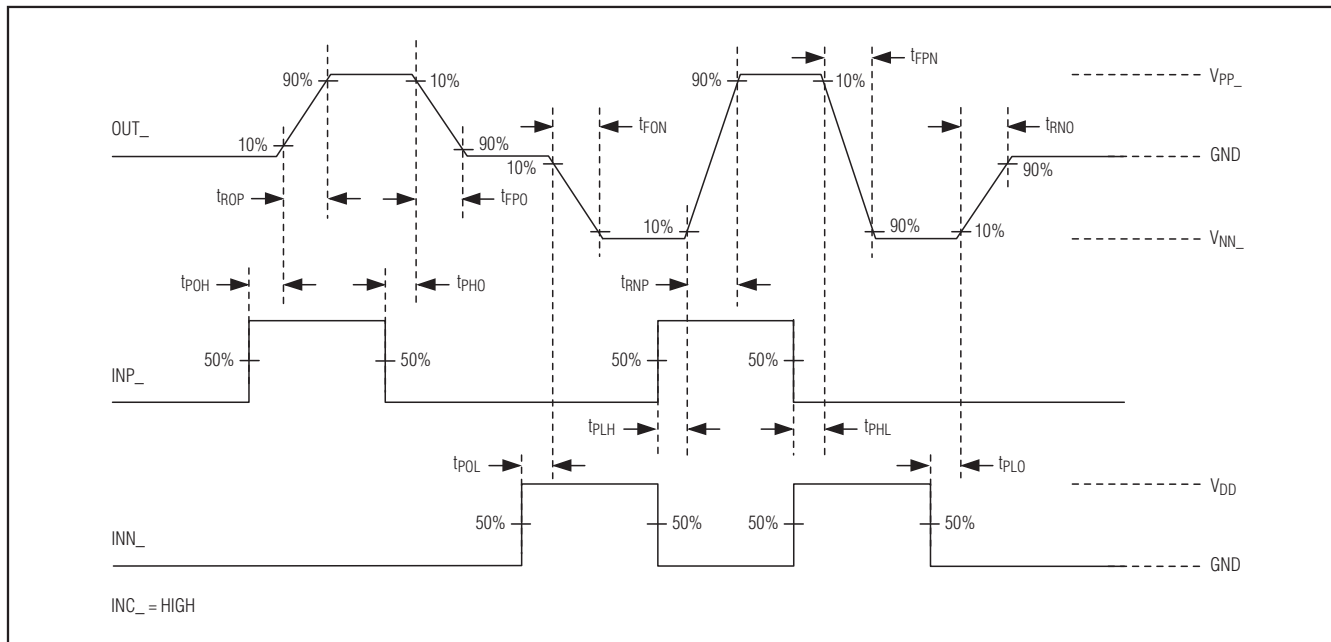 t_FPN
90%
10%
90%
10%
V_PP_
OUT_
t_FON
t_RNO
10%
90%
10%
GND
90%
t_ROP
t_FPO
10%
90%
10%
V_NN_
t_POH
t_PHO
t_RNP
50%
50%
50%
50%
INP_
t_PLH
t_PHL
t_POL
t_PLO
V_DD
50%
50%
50%
50%
INN_
GND
INC_ = HIGH